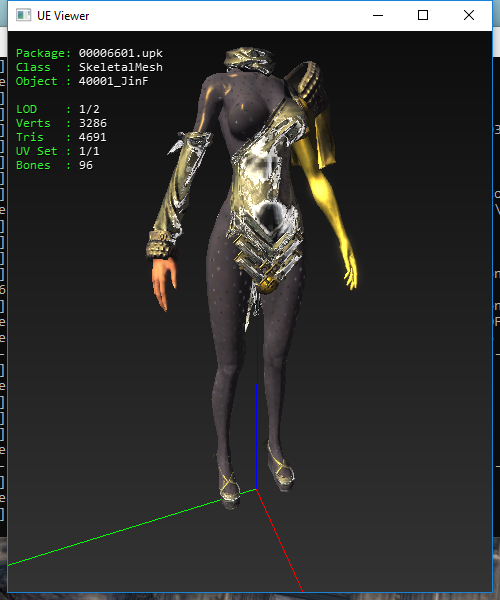 UE Viewer
Package: 00006601.upk
Class : SkeletalMesh
Object : 40001_JinF
LOD : 1/2
Verts : 3286
Tris : 4691
UV Set : 1/1
Bones : 96